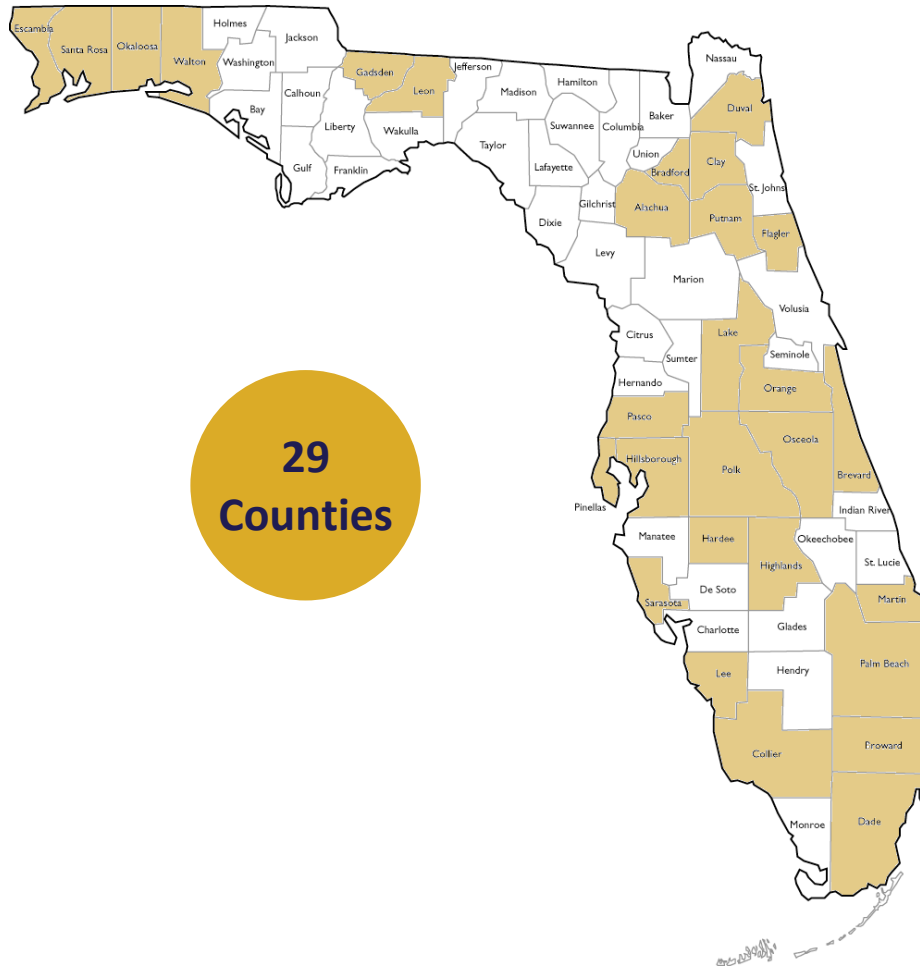 Escambia
Santa Rosa
Okaloosa
Walton
Holmes
Jackson
Washington
Bay
Calhoun
Gulf
Liberty
Franklin
Gadsden
Leon
Wakulla
Jefferson
Madison
Taylor
Hamilton
Suwannee
Lafayette
Dixie
Columbia
Gilchrist
Levy
Baker
Union
Bradford
Alachua
Nassau
Duval
Clay
St. Johns
Putnam
Flagler
Marion
Volusia
Citrus
Sumter
Lake
Seminole
Hernando
Orange
Pasco
Osceola
Hillsborough
Polk
Brevard
Pinellas
Indian River
Manatee
Hardee
Okeechobee
Highlands
St. Lucie
De Soto
Sarasota
Martin
Charlotte
Glades
Lee
Hendry
Palm Beach
Collier
Broward
Monroe
Dade
29
Counties